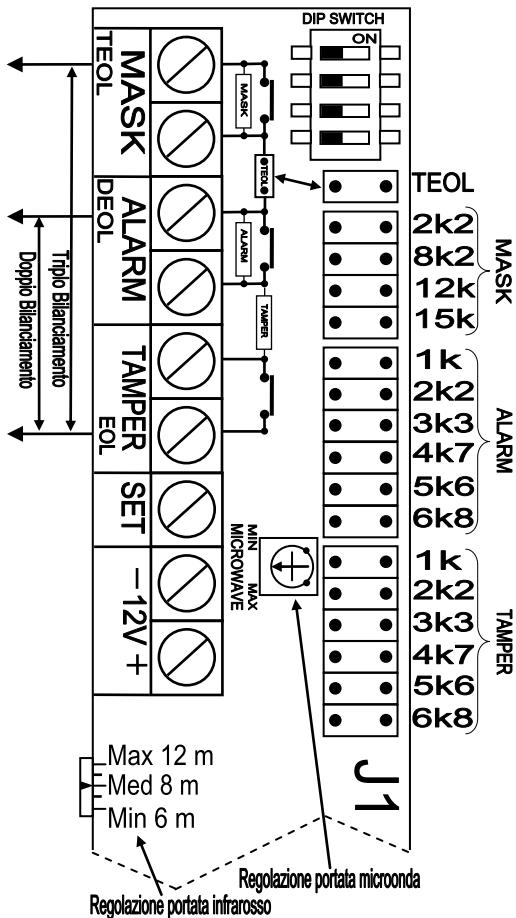 DIP SWITCH
ON
MASK
TEOL
ALARM
DEOL
TAMPER
EOL
SET
– 12V +
Triplo Bilanciamento
Doppio Bilanciamento
MASK
TEOL
ALARM
TAMPER
TEOL
2k2
8k2
12k
15k
MASK
1k
2k2
3k3
4k7
5k6
6k8
ALARM
1k
2k2
3k3
4k7
5k6
6k8
TAMPER
MIN MAX
MICROWAVE
J1
Max 12 m
Med 8 m
Min 6 m
Regolazione portata microonda
Regolazione portata infrarosso